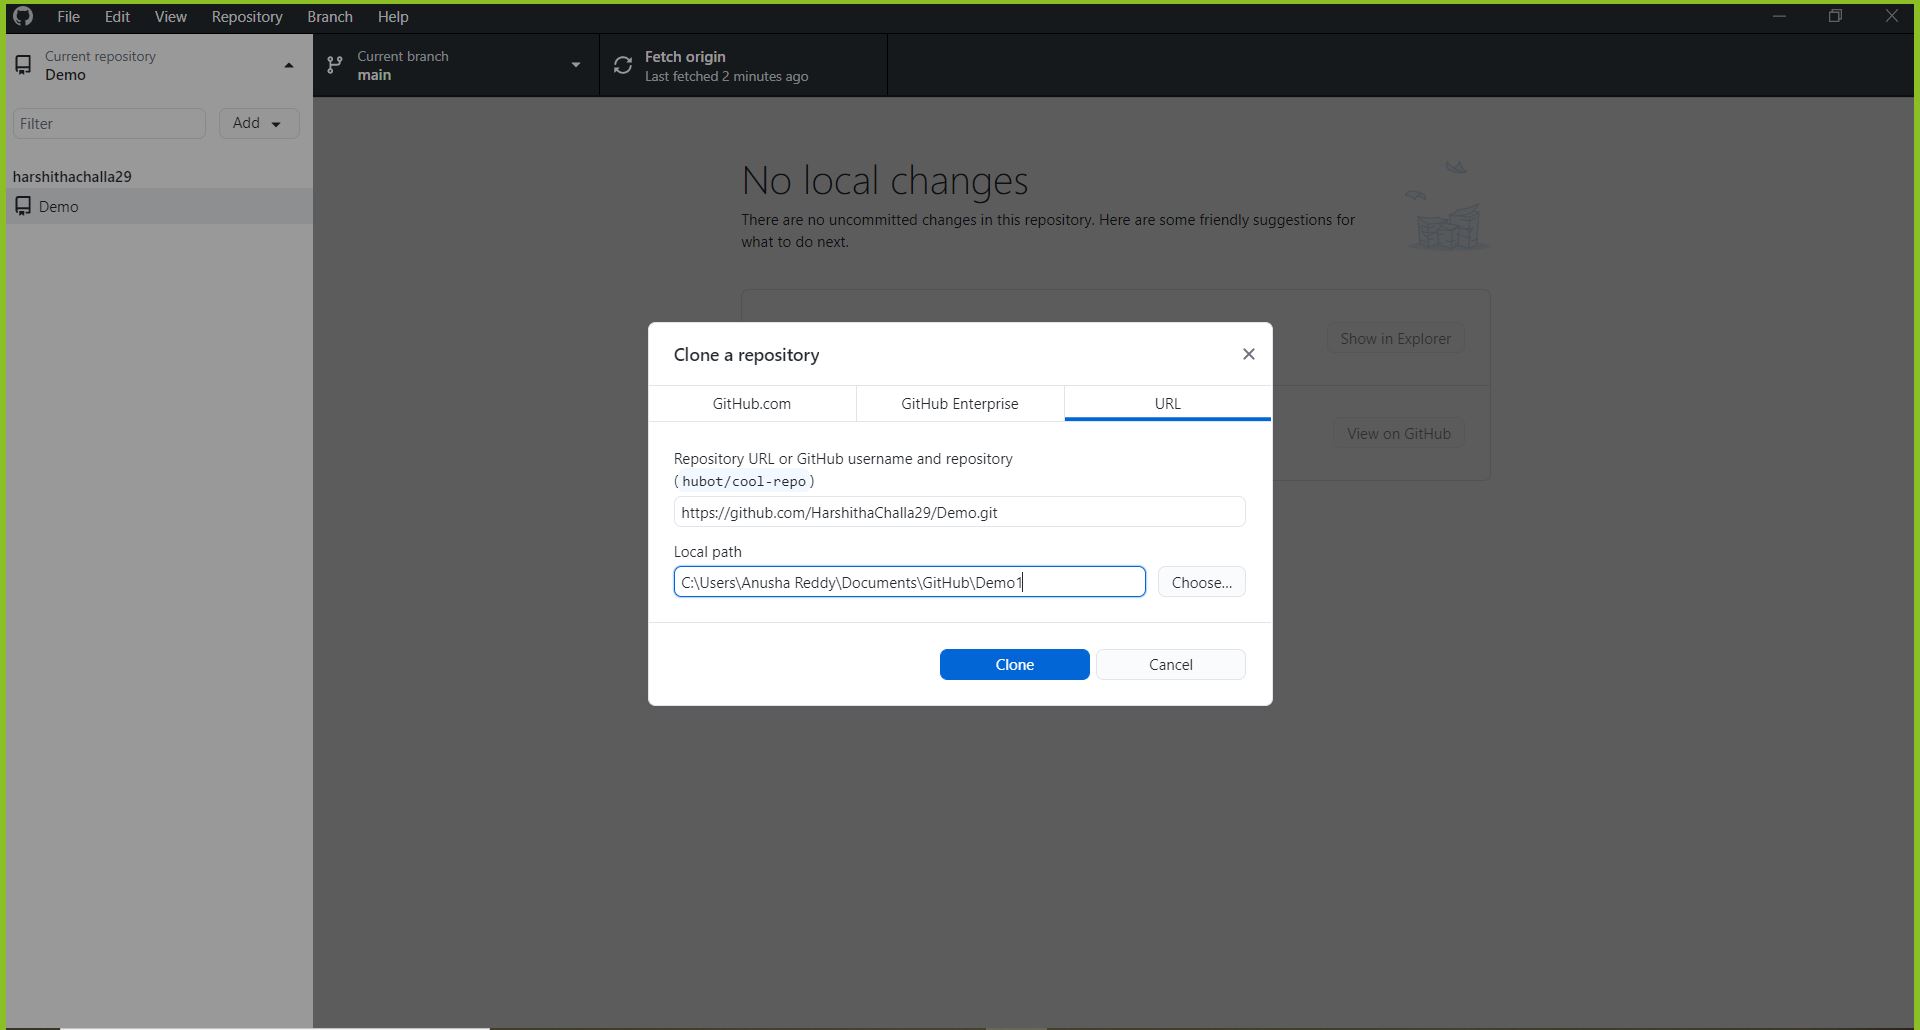 File Edit View Repository Branch Help
Current repository
Demo
Current branch
main
Fetch origin
Last fetched 2 minutes ago
Filter
Add
harshithachalla29
Demo
No local changes
There are no uncommitted changes in this repository. Here are some friendly suggestions for
what to do next.
Show in Explorer
View on GitHub
Clone a repository
GitHub.com
GitHub Enterprise
URL
Repository URL or GitHub username and repository
(hubot/cool-repo)
https://github.com/HarshithaChalla29/Demo.git
Local path
C:\Users\Anusha Reddy\Documents\GitHub\Demo1
Choose...
Clone
Cancel